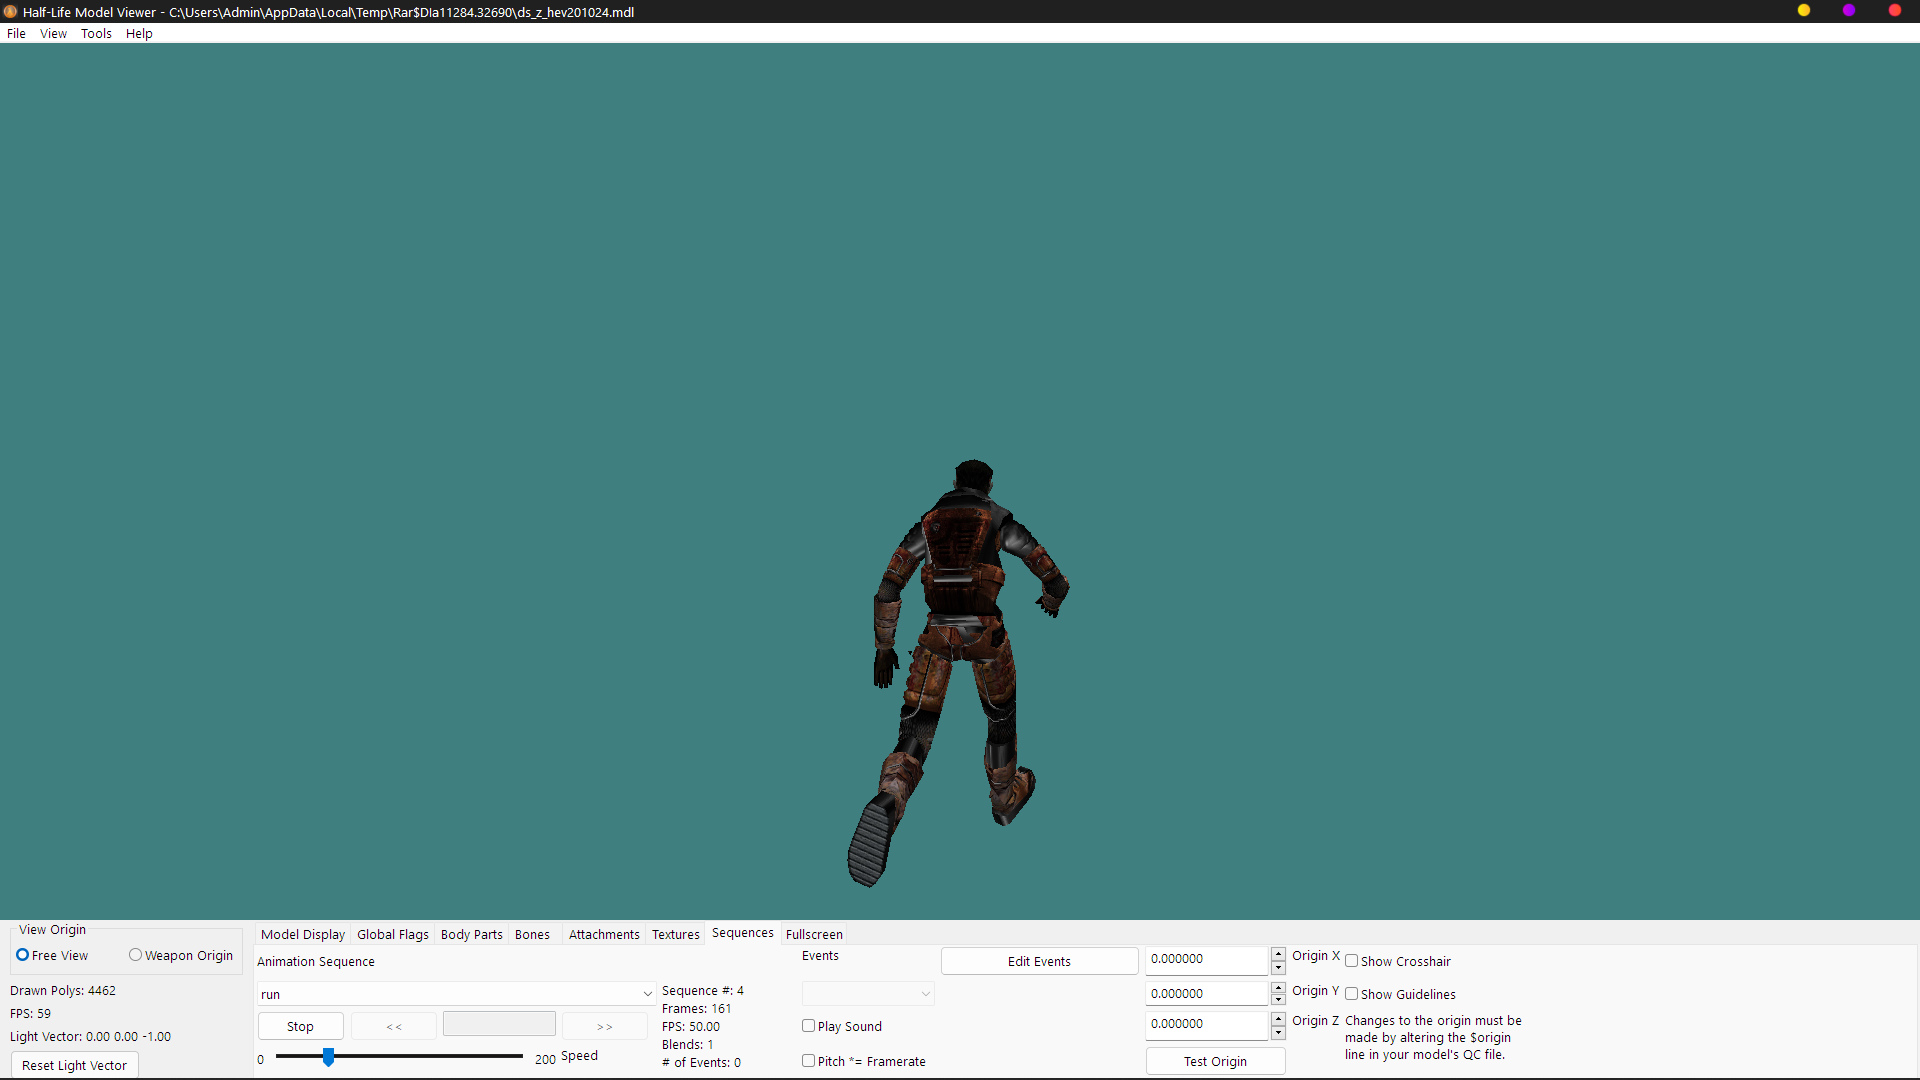 Half-Life Model Viewer - C:\Users\Admin\AppData\Local\Temp\Rar$DIa11284.32690\ds_z_hev201024.mdl
File View Tools Help
View Origin
Free View Weapon Origin
Drawn Polys: 4462
FPS: 59
Light Vector: 0.00 0.00 -1.00
Reset Light Vector
Model Display Global Flags Body Parts Bones Attachments Textures Sequences Fullscreen
Animation Sequence
run
Stop << >>
0 200 Speed
Sequence #: 4
Frames: 161
FPS: 50.00
Blends: 1
# of Events: 0
Events
Play Sound
Pitch *= Framerate
Edit Events
0.000000 Origin X
0.000000 Origin Y
0.000000 Origin Z
Test Origin
Show Crosshair
Show Guidelines
Changes to the origin must be
made by altering the $origin
line in your model's QC file.